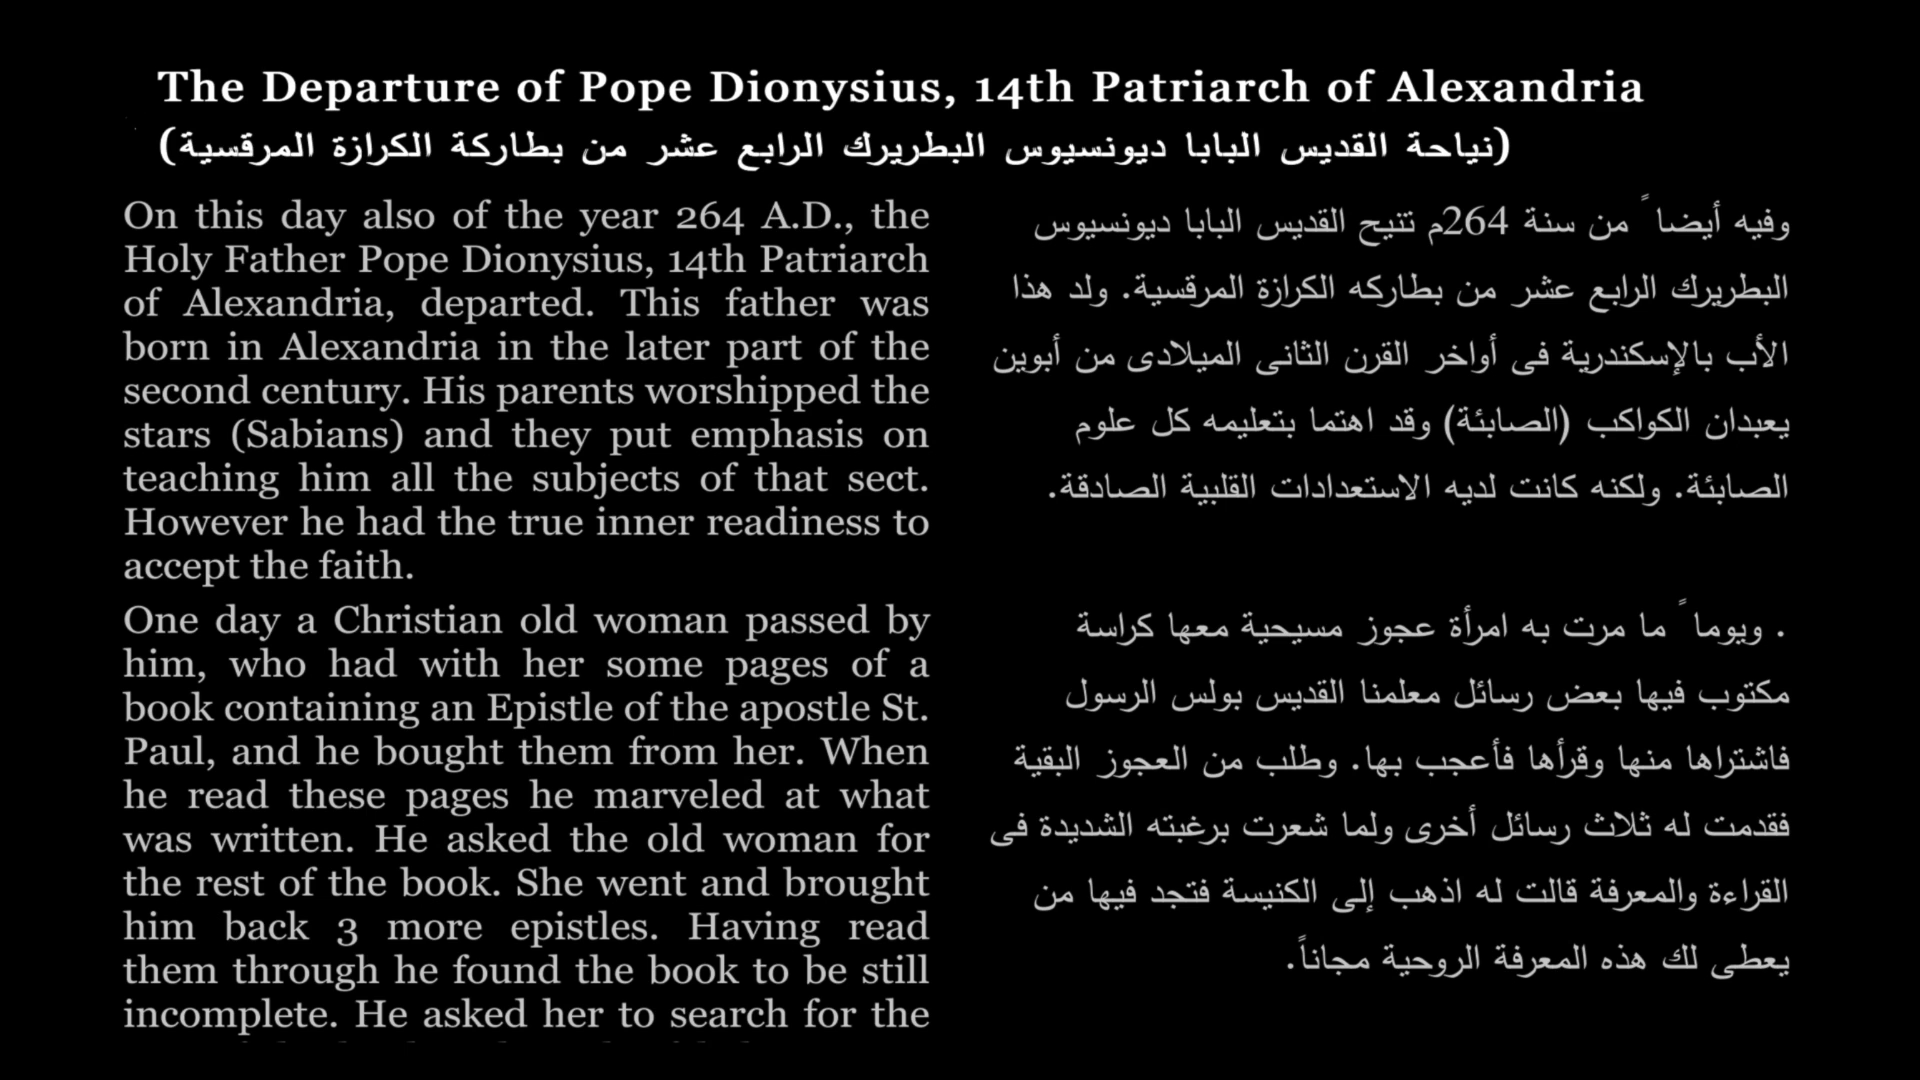 The Departure of Pope Dionysius, 14th Patriarch of Alexandria
(نياحة القديس البابا ديونسيوس البطريرك الرابع عشر من بطاركة الكرازة المرقسية)
On this day also of the year 264 A.D., the
Holy Father Pope Dionysius, 14th Patriarch
of Alexandria, departed. This father was
born in Alexandria in the later part of the
second century. His parents worshipped the
stars (Sabians) and they put emphasis on
teaching him all the subjects of that sect.
However he had the true inner readiness to
accept the faith.
One day a Christian old woman passed by
him, who had with her some pages of a
book containing an Epistle of the apostle St.
Paul, and he bought them from her. When
he read these pages he marveled at what
was written. He asked the old woman for
the rest of the book. She went and brought
him back 3 more epistles. Having read
them through he found the book to be still
incomplete. He asked her to search for the
وفيه أيضا ً من سنة 264م تنيح القديس البابا ديونسيوس
البطريرك الرابع عشر من بطاركه الكرازة المرقسية. ولد هذا
الأب بالإسكندرية فى أواخر القرن الثانى الميلادى من أبوين
يعبدان الكواكب (الصابئة) وقد اهتما بتعليمه كل علوم
الصابئة. ولكنه كانت لديه الاستعدادات القلبية الصادقة.
. ويوما ً ما مرت به امرأة عجوز مسيحية معها كراسة
مكتوب فيها بعض رسائل معلمنا القديس بولس الرسول
فاشتراها منها وقرأها فأعجب بها. وطلب من العجوز البقية
فقدمت له ثلاث رسائل أخرى ولما شعرت برغبته الشديدة فى
القراءة والمعرفة قالت له اذهب إلى الكنيسة فتجد فيها من
يعطى لك هذه المعرفة الروحية مجاناً.